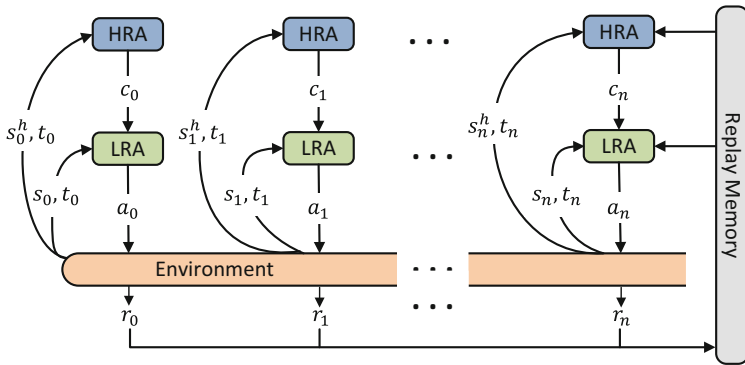 HRA HRA . . . HRA
c₀ c₁ cₙ
s₀ʰ, t₀ s₁ʰ, t₁ sₙʰ, tₙ
LRA LRA . . . LRA
s₀, t₀ s₁, t₁ sₙ, tₙ
a₀ a₁ aₙ
Environment . . .
. . .
r₀ r₁ rₙ
Replay Memory